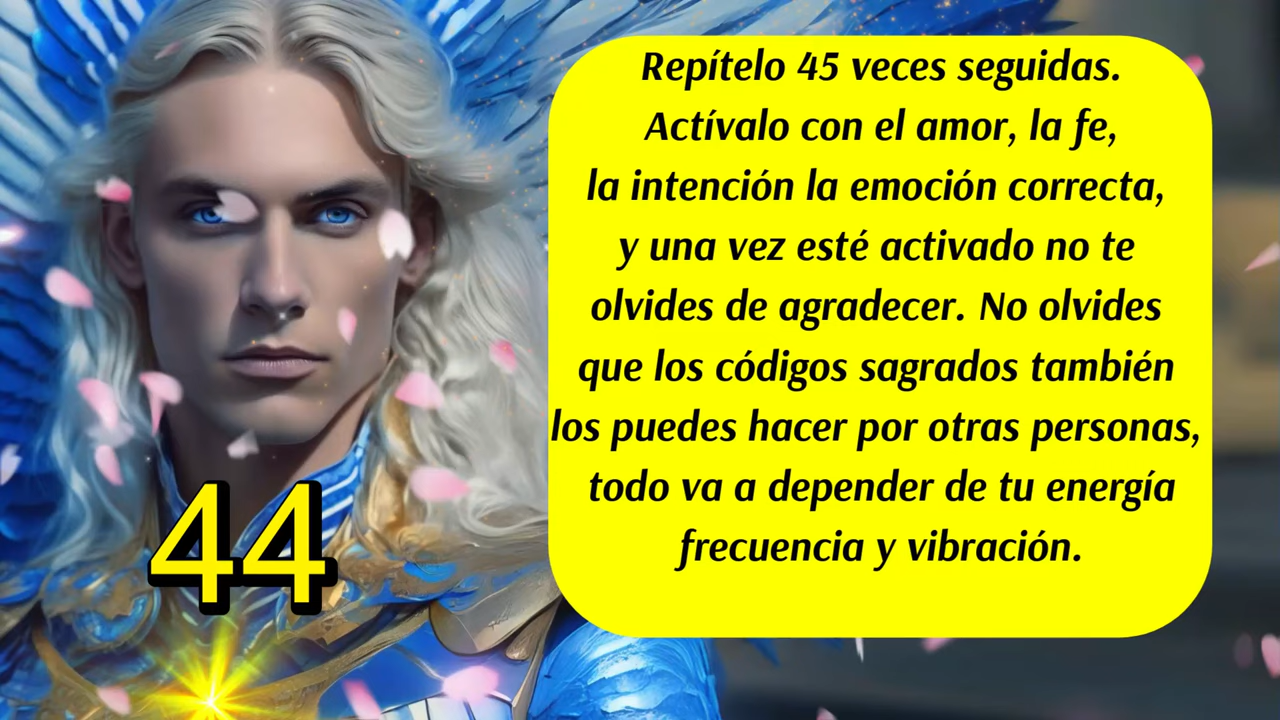 Repítelo 45 veces seguidas.
Actívalo con el amor, la fe,
la intención la emoción correcta,
y una vez esté activado no te
olvides de agradecer. No olvides
que los códigos sagrados también
los puedes hacer por otras personas,
todo va a depender de tu energía
frecuencia y vibración.
44